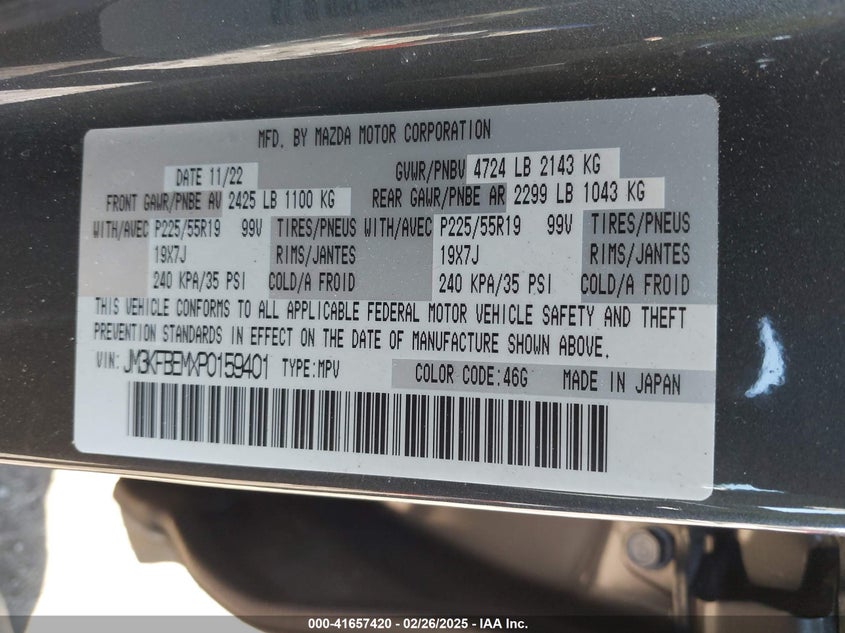 MFD. BY MAZDA MOTOR CORPORATION
DATE 11/22 GVWR/PNBV 4724 LB 2143 KG
FRONT GAWR/PNBE AV 2425 LB 1100 KG REAR GAWR/PNBE AR 2299 LB 1043 KG
WITH/AVEC P225/55R19 99V TIRES/PNEUS WITH/AVEC P225/55R19 99V TIRES/PNEUS
19X7J RIMS/JANTES 19X7J RIMS/JANTES
240 KPA/35 PSI COLD/A FROID 240 KPA/35 PSI COLD/A FROID
THIS VEHICLE CONFORMS TO ALL APPLICABLE FEDERAL MOTOR VEHICLE SAFETY AND THEFT
PREVENTION STANDARDS IN EFFECT ON THE DATE OF MANUFACTURE SHOWN ABOVE.
VIN: JM3KFBEMXP0159401 TYPE:MPV COLOR CODE:46G MADE IN JAPAN
000-41657420 - 02/26/2025 - IAA Inc.